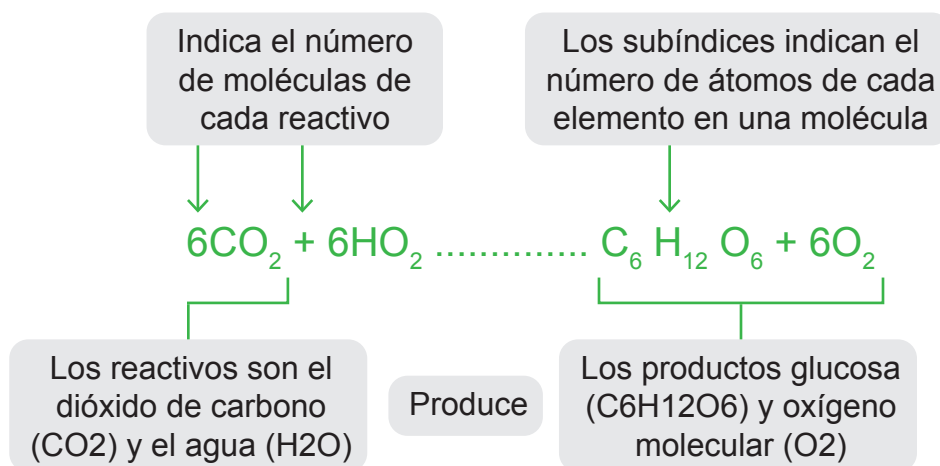 Indica el número
de moléculas de
cada reactivo
Los subíndices indican el
número de átomos de cada
elemento en una molécula
6CO₂ + 6HO₂ .............. C₆ H₁₂ O₆ + 6O₂
Los reactivos son el
dióxido de carbono
(CO2) y el agua (H2O)
Produce
Los productos glucosa
(C6H12O6) y oxígeno
molecular (O2)